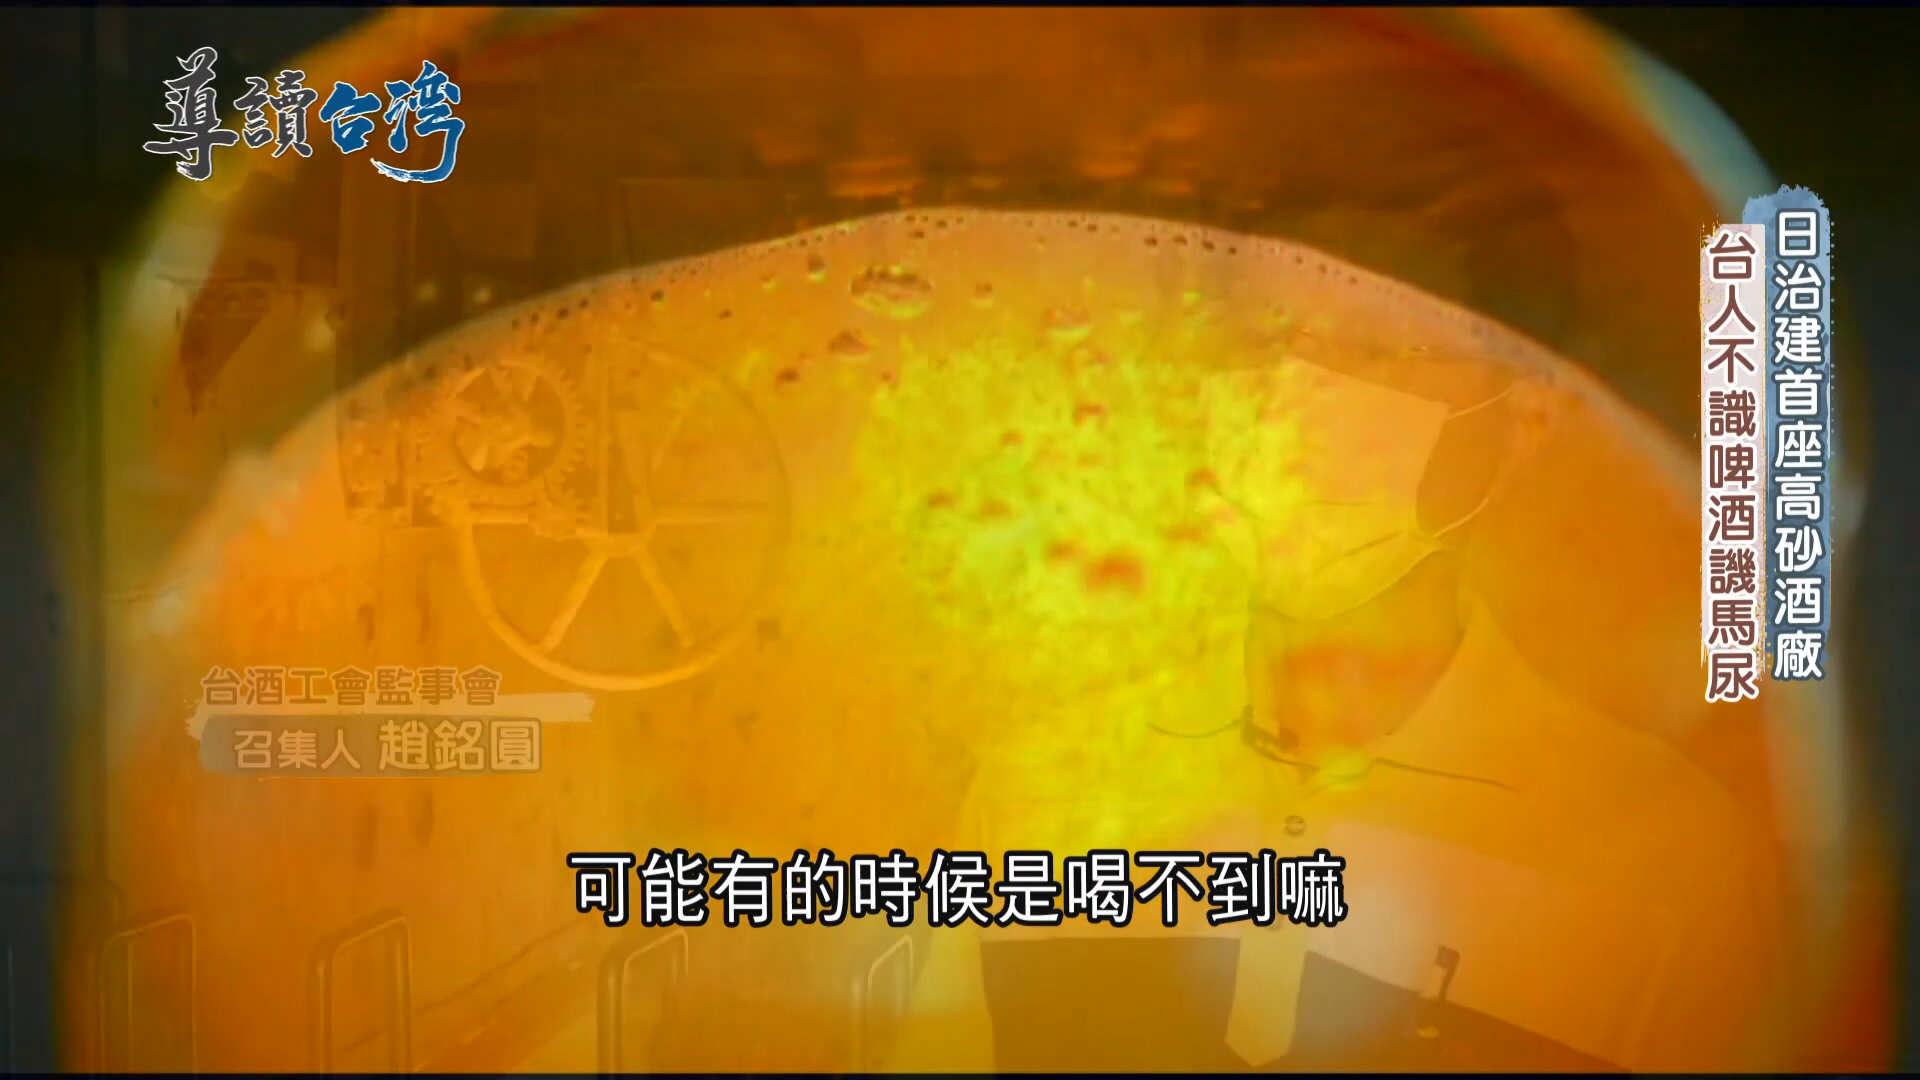 導讀台灣
日治建首座高砂酒廠
台人不識啤酒譏馬尿
台酒工會監事會
召集人 趙銘圓
可能有的時候是喝不到嘛